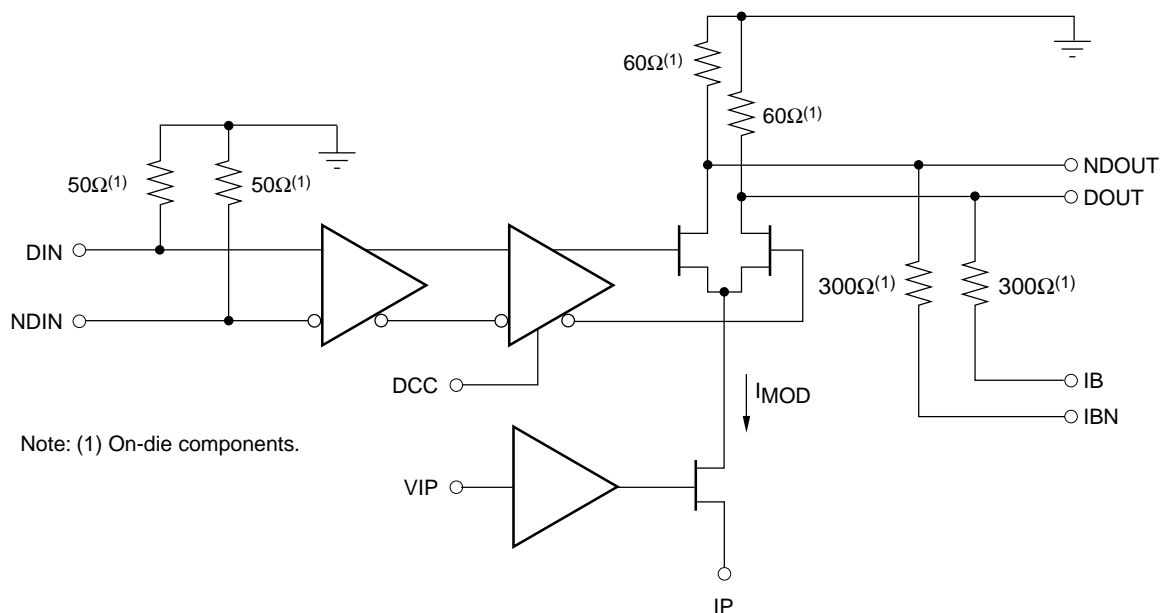 60Ω(1)
60Ω(1)
50Ω(1)
50Ω(1)
NDOUT
DOUT
DIN
300Ω(1)
300Ω(1)
NDIN
DCC
IB
IMOD
IBN
Note: (1) On-die components.
VIP
IP